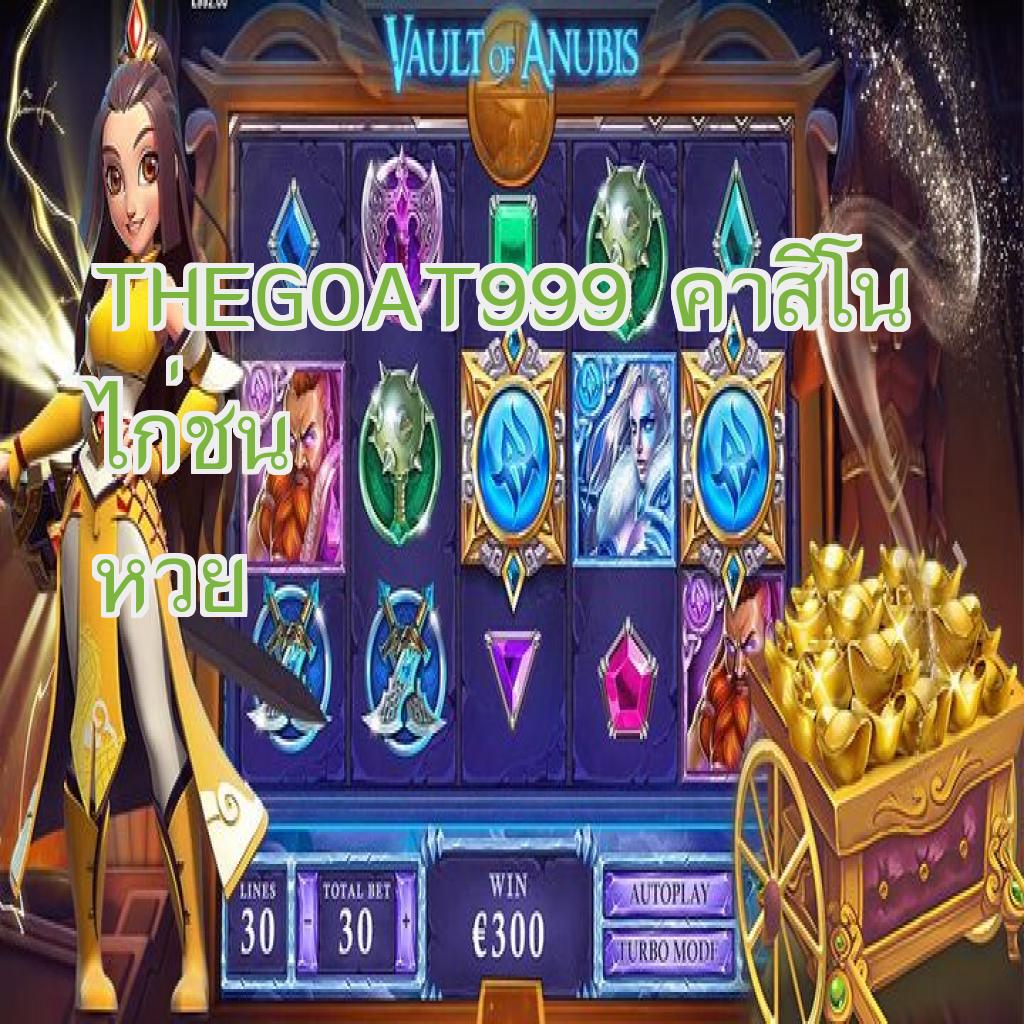 VAULT OF ANUBIS
THEGOAT999 คาสิโน
ไก่ชน
หวย
LINES
30
TOTAL BET
- 30 +
WIN
€300
AUTOPLAY
TURBO MODE